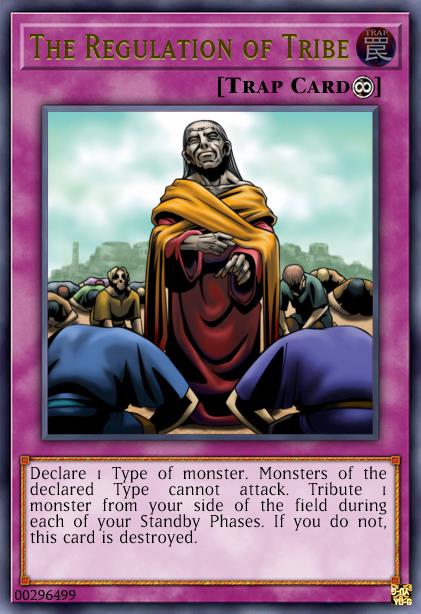 THE REGULATION OF TRIBE
TRAP
罠
[TRAP CARD]
Declare 1 Type of monster. Monsters of the
declared Type cannot attack. Tribute 1
monster from your side of the field during
each of your Standby Phases. If you do not,
this card is destroyed.
00296499